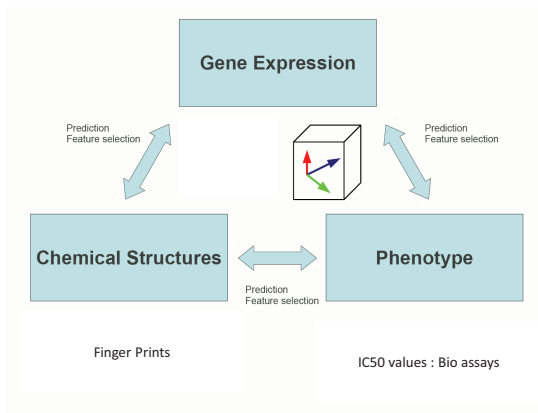 Gene Expression
Prediction
Feature selection
Prediction
Feature selection
Chemical Structures
Phenotype
Prediction
Feature selection
Finger Prints
IC50 values : Bio assays